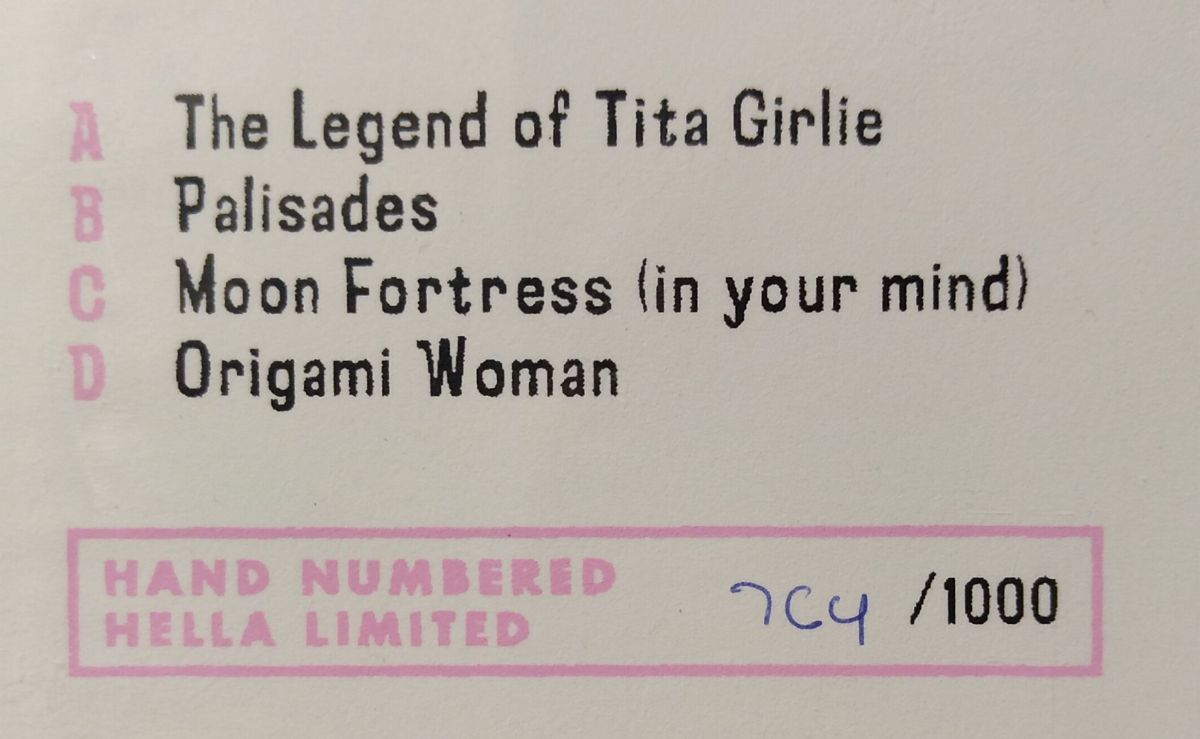 A The Legend of Tita Girlie
B Palisades
C Moon Fortress (in your mind)
D Origami Woman
HAND NUMBERED
HELLA LIMITED
/1000